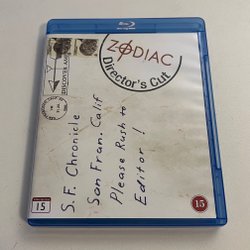 ZODIAC
Director's Cut
S.F. Chronicle
San Fran. Calif
Please Rush to
Editor!
15
15